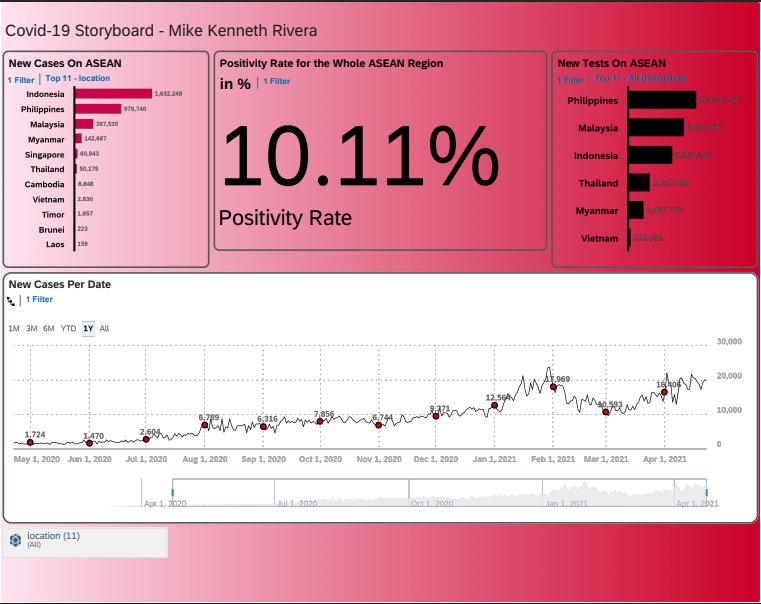 Covid-19 Storyboard - Mike Kenneth Rivera
New Cases On ASEAN
1 Filter | Top 11 - location
Indonesia 1,632,248
Philippines 979,740
Malaysia 387,535
Myanmar 142,687
Singapore 60,943
Thailand 50,179
Cambodia 8,848
Vietnam 2,830
Timor 1,657
Brunei 223
Laos 159
Positivity Rate for the Whole ASEAN Region
in % | 1 Filter
10.11%
Positivity Rate
New Tests On ASEAN
1 Filter | Top 11 - All Dimensions
Philippines
Malaysia
Indonesia
Thailand
Myanmar
Vietnam
New Cases Per Date
1 Filter
1M 3M 6M YTD 1Y All
30,000
20,000
10,000
0
1,724 1,470 2,604 6,789 6,316 7,856 6,744 9,371 12,564 17,969 10,593 16,406
May 1, 2020 Jun 1, 2020 Jul 1, 2020 Aug 1, 2020 Sep 1, 2020 Oct 1, 2020 Nov 1, 2020 Dec 1, 2020 Jan 1, 2021 Feb 1, 2021 Mar 1, 2021 Apr 1, 2021
Apr 1, 2020 Jul 1, 2020 Oct 1, 2020 Jan 1, 2021 Apr 1, 2021
location (11)
(All)